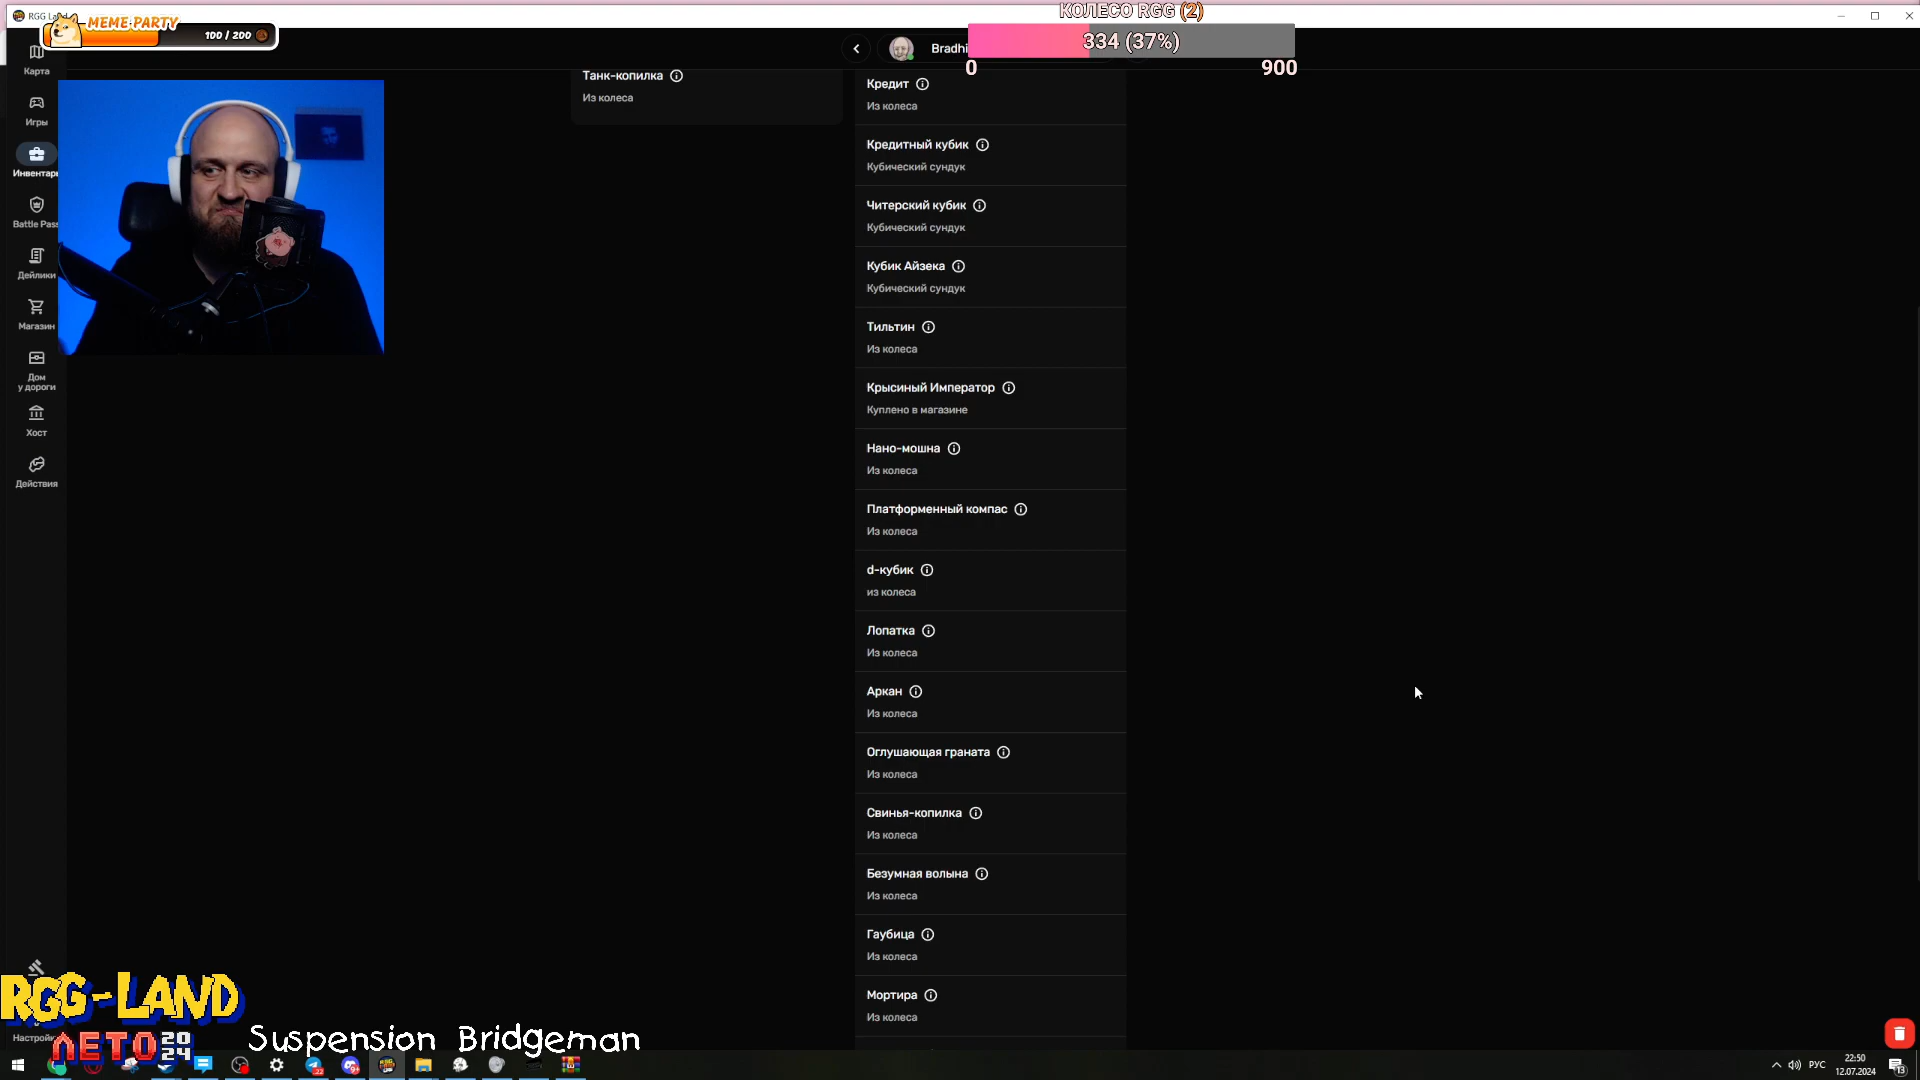 RGG Land
MEME PARTY
100 / 200
КОЛЕСО RGG (2)
334 (37%)
0
900
Bradhi
Карта
Игры
Инвентарь
Battle Pass
Дейлики
Магазин
Дом
у дороги
Хост
Действия
Настройки
Танк-копилка
Из колеса
Кредит
Из колеса
Кредитный кубик
Кубический сундук
Читерский кубик
Кубический сундук
Кубик Айзека
Кубический сундук
Тильтин
Из колеса
Крысиный Император
Куплено в магазине
Нано-мошна
Из колеса
Платформенный компас
Из колеса
d-кубик
из колеса
Лопатка
Из колеса
Аркан
Из колеса
Оглушающая граната
Из колеса
Свинья-копилка
Из колеса
Безумная волына
Из колеса
Гаубица
Из колеса
Мортира
Из колеса
RGG-LAND
ЛЕТО 2024
Suspension Bridgeman
РУС
22:50
12.07.2024
13